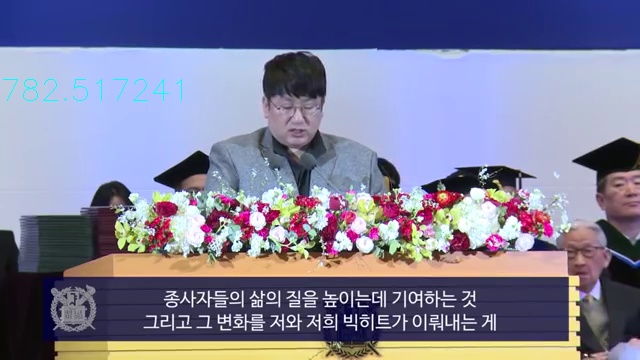 782.517241
종사자들의 삶의 질을 높이는데 기여하는 것
그리고 그 변화를 저와 저희 빅히트가 이뤄내는 게